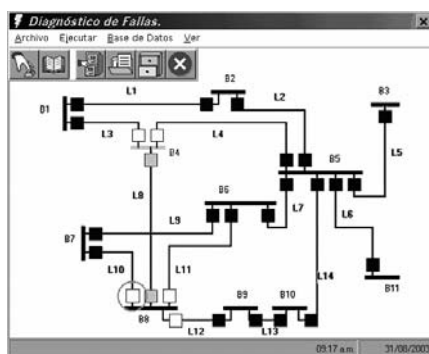 Diagnóstico de Fallas.
Archivo Ejecutar Base de Datos Ver
L1
B2
B3
B1
L2
L3
L4
B4
B5
L5
L8
B6
L7
L6
L9
B7
L10
L11
L14
B11
B9
B10
B8
L12
L13
09:17 a.m. 31/08/2003